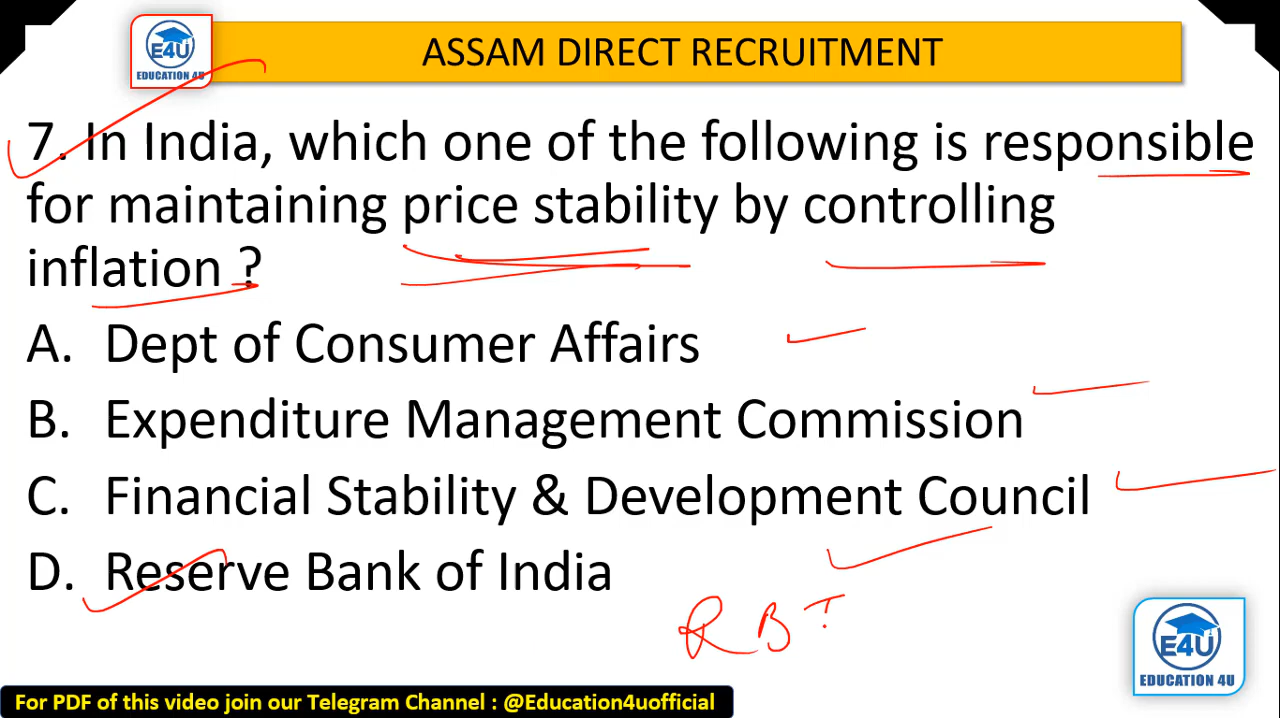 E4U
EDUCATION 4U
ASSAM DIRECT RECRUITMENT
7. In India, which one of the following is responsible
for maintaining price stability by controlling
inflation ?
A. Dept of Consumer Affairs
B. Expenditure Management Commission
C. Financial Stability & Development Council
D. Reserve Bank of India
RBI
E4U
EDUCATION 4U
For PDF of this video join our Telegram Channel : @Education4uofficial